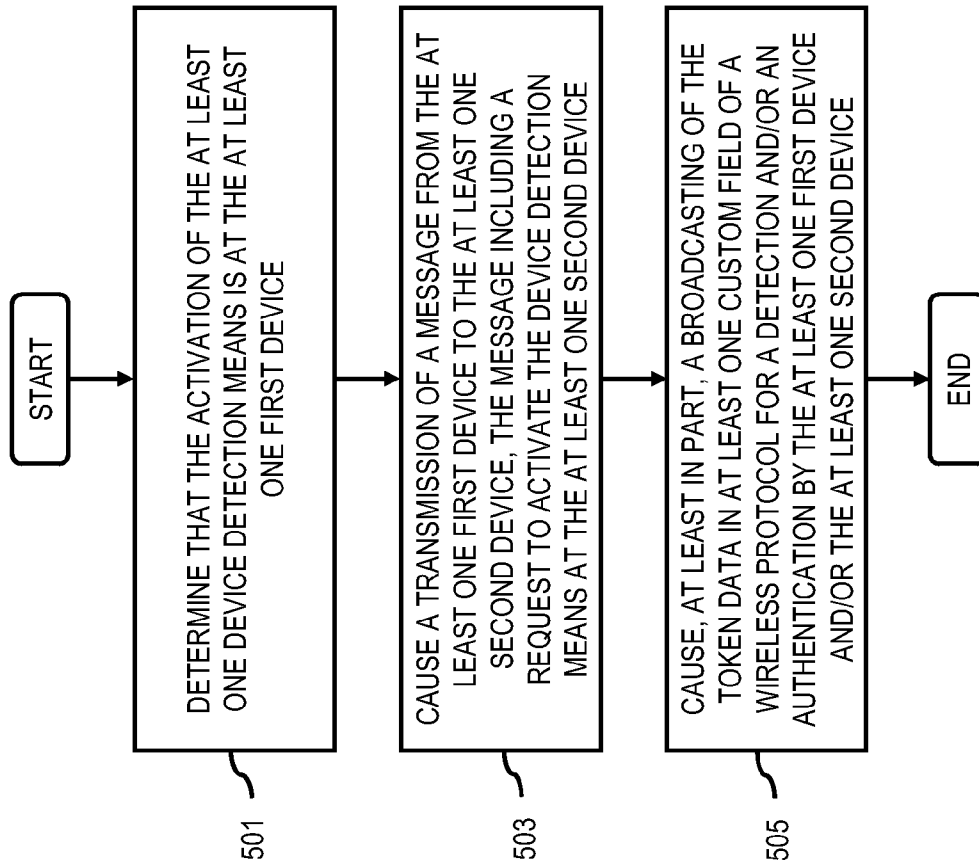 START
501
DETERMINE THAT THE ACTIVATION OF THE AT LEAST
ONE DEVICE DETECTION MEANS IS AT THE AT LEAST
ONE FIRST DEVICE
503
CAUSE A TRANSMISSION OF A MESSAGE FROM THE AT
LEAST ONE FIRST DEVICE TO THE AT LEAST ONE
SECOND DEVICE, THE MESSAGE INCLUDING A
REQUEST TO ACTIVATE THE DEVICE DETECTION
MEANS AT THE AT LEAST ONE SECOND DEVICE
505
CAUSE, AT LEAST IN PART, A BROADCASTING OF THE
TOKEN DATA IN AT LEAST ONE CUSTOM FIELD OF A
WIRELESS PROTOCOL FOR A DETECTION AND/OR AN
AUTHENTICATION BY THE AT LEAST ONE FIRST DEVICE
AND/OR THE AT LEAST ONE SECOND DEVICE
END